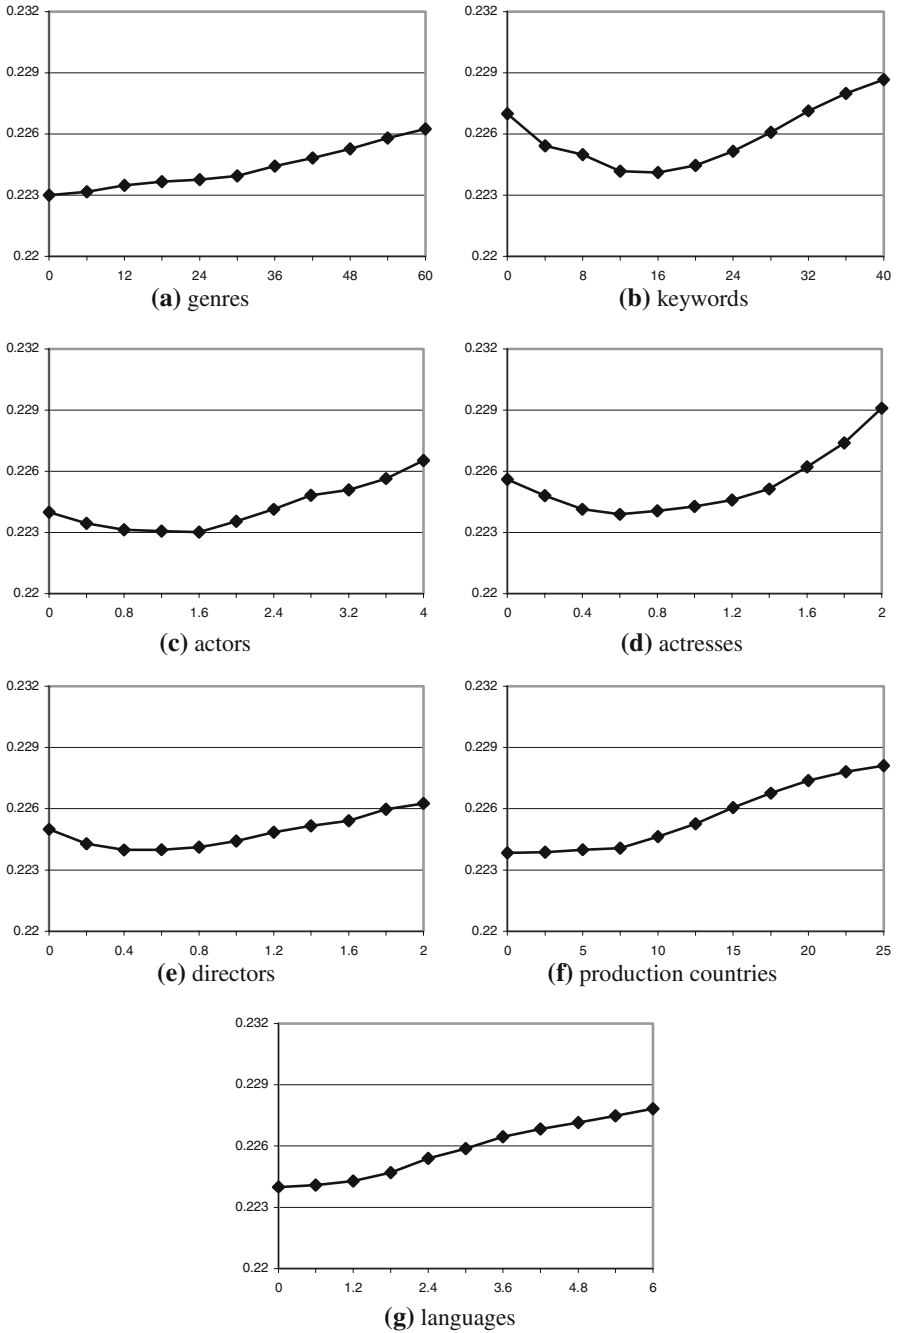 0.232 0.232
0.229 0.229
0.226 0.226
0.223 0.223
0.22 0.22
0 12 24 36 48 60 0 8 16 24 32 40
(a) genres (b) keywords
0.232 0.232
0.229 0.229
0.226 0.226
0.223 0.223
0.22 0.22
0 0.8 1.6 2.4 3.2 4 0 0.4 0.8 1.2 1.6 2
(c) actors (d) actresses
0.232 0.232
0.229 0.229
0.226 0.226
0.223 0.223
0.22 0.22
0 0.4 0.8 1.2 1.6 2 0 5 10 15 20 25
(e) directors (f) production countries
0.232
0.229
0.226
0.223
0.22
0 1.2 2.4 3.6 4.8 6
(g) languages